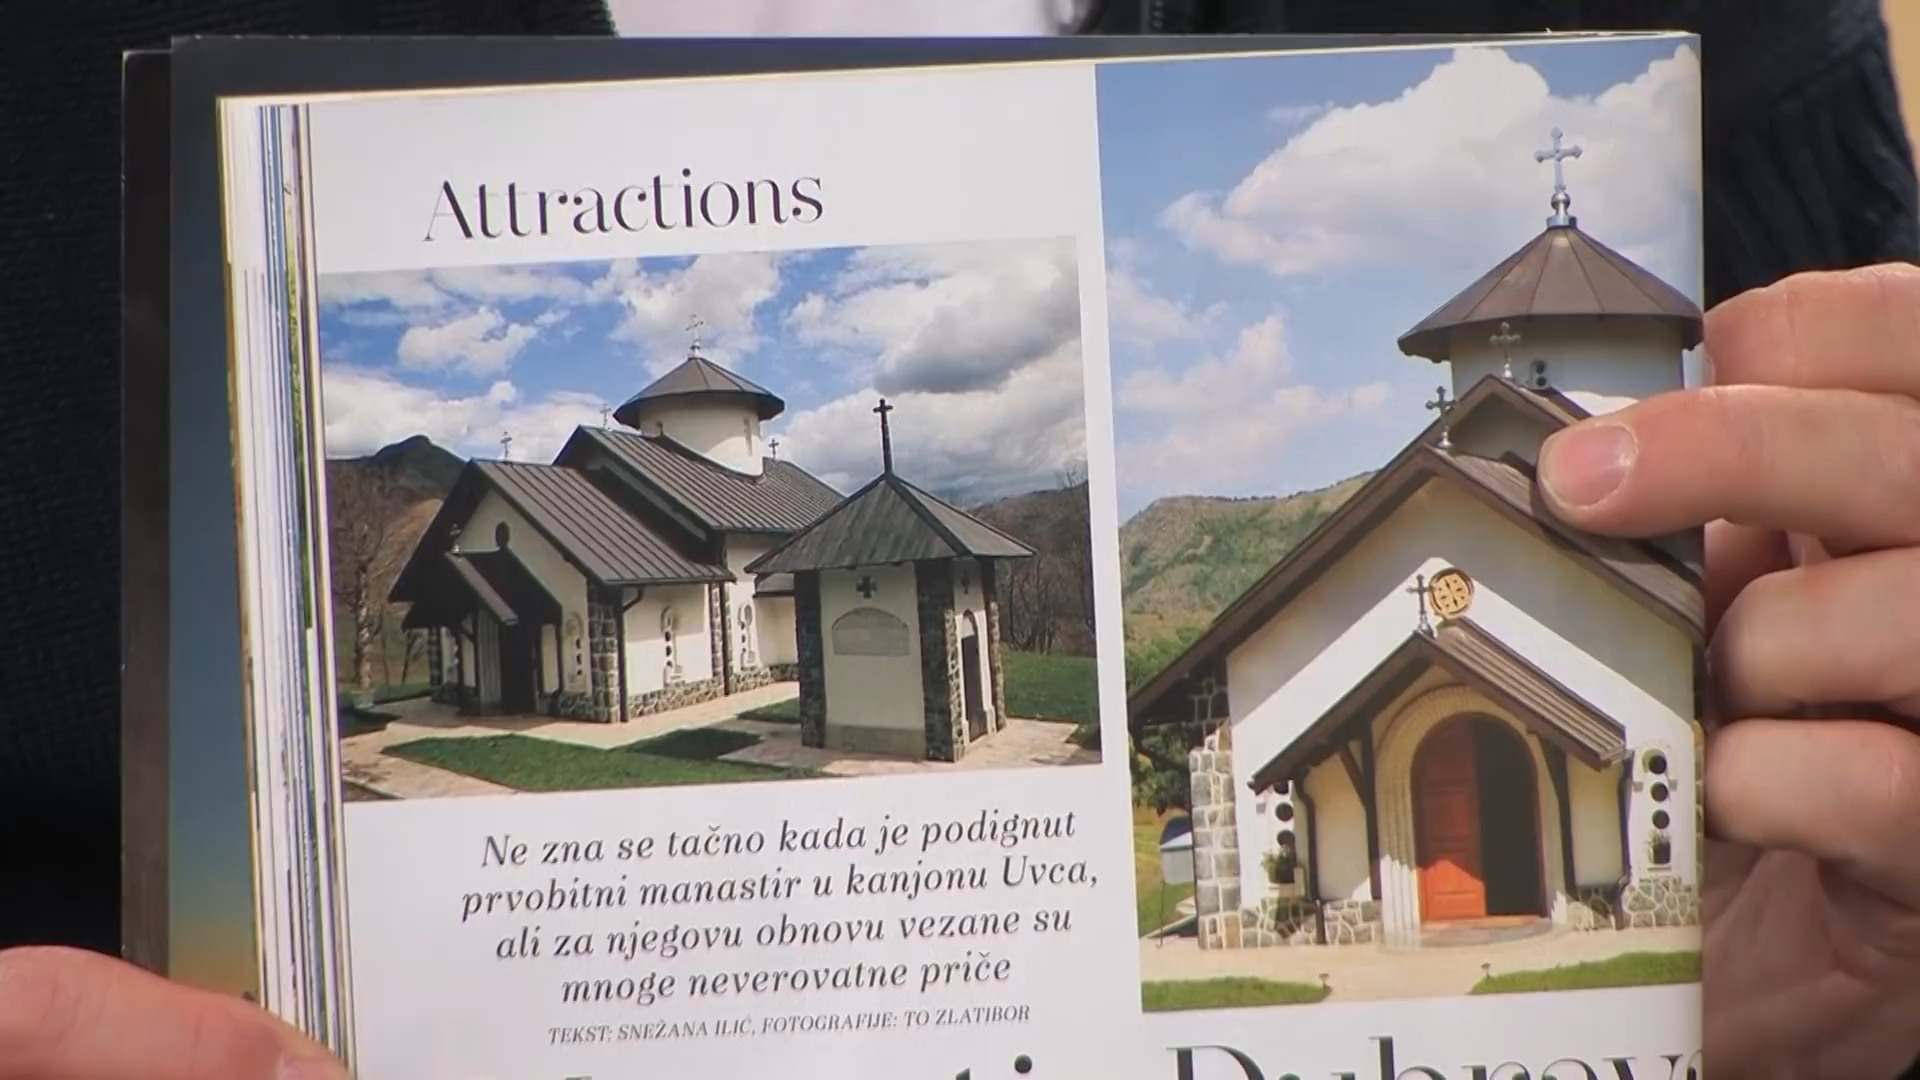 Attractions
Ne zna se tačno kada je podignut
prvobitni manastir u kanjonu Uvca,
ali za njegovu obnovu vezane su
mnoge neverovatne priče
TEKST: SNEŽANA ILIĆ, FOTOGRAFIJE: TO ZLATIBOR